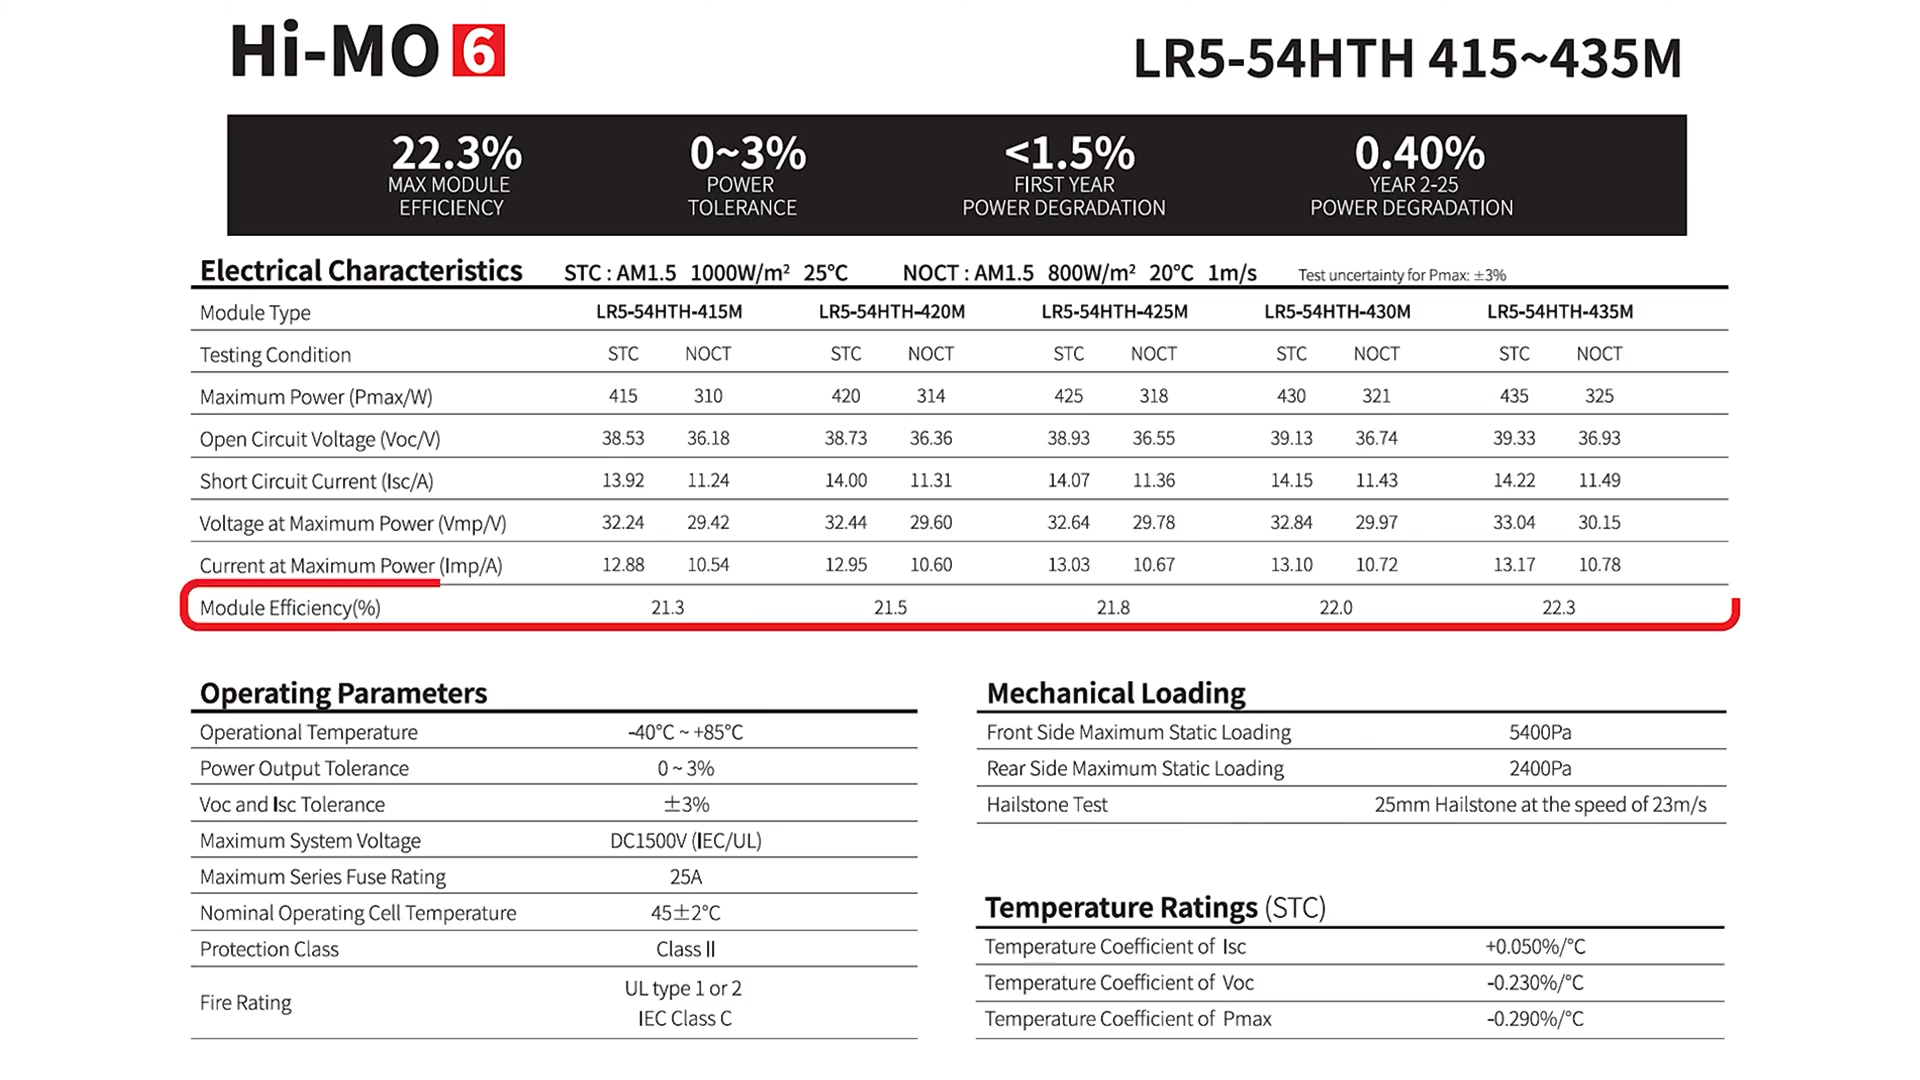 Hi-MO 6
LR5-54HTH 415~435M
22.3% 0~3% <1.5% 0.40%
MAX MODULE POWER FIRST YEAR YEAR 2-25
EFFICIENCY TOLERANCE POWER DEGRADATION POWER DEGRADATION
Electrical Characteristics STC : AM1.5 1000W/m² 25°C NOCT : AM1.5 800W/m² 20°C 1m/s Test uncertainty for Pmax: ±3%
Module Type LR5-54HTH-415M LR5-54HTH-420M LR5-54HTH-425M LR5-54HTH-430M LR5-54HTH-435M
Testing Condition STC NOCT STC NOCT STC NOCT STC NOCT STC NOCT
Maximum Power (Pmax/W) 415 310 420 314 425 318 430 321 435 325
Open Circuit Voltage (Voc/V) 38.53 36.18 38.73 36.36 38.93 36.55 39.13 36.74 39.33 36.93
Short Circuit Current (Isc/A) 13.92 11.24 14.00 11.31 14.07 11.36 14.15 11.43 14.22 11.49
Voltage at Maximum Power (Vmp/V) 32.24 29.42 32.44 29.60 32.64 29.78 32.84 29.97 33.04 30.15
Current at Maximum Power (Imp/A) 12.88 10.54 12.95 10.60 13.03 10.67 13.10 10.72 13.17 10.78
Module Efficiency(%) 21.3 21.5 21.8 22.0 22.3
Operating Parameters
Operational Temperature -40°C ~ +85°C
Power Output Tolerance 0 ~ 3%
Voc and Isc Tolerance ±3%
Maximum System Voltage DC1500V (IEC/UL)
Maximum Series Fuse Rating 25A
Nominal Operating Cell Temperature 45±2°C
Protection Class Class II
Fire Rating UL type 1 or 2
IEC Class C
Mechanical Loading
Front Side Maximum Static Loading 5400Pa
Rear Side Maximum Static Loading 2400Pa
Hailstone Test 25mm Hailstone at the speed of 23m/s
Temperature Ratings (STC)
Temperature Coefficient of Isc +0.050%/°C
Temperature Coefficient of Voc -0.230%/°C
Temperature Coefficient of Pmax -0.290%/°C